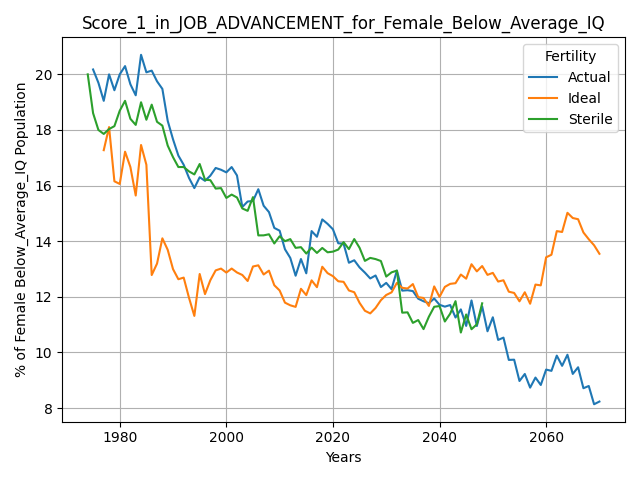 Score_1_in_JOB_ADVANCEMENT_for_Female_Below_Average_IQ
% of Female Below_Average_IQ Population
20
18
16
14
12
10
8
Fertility
Actual
Ideal
Sterile
1980
2000
2020
2040
2060
Years